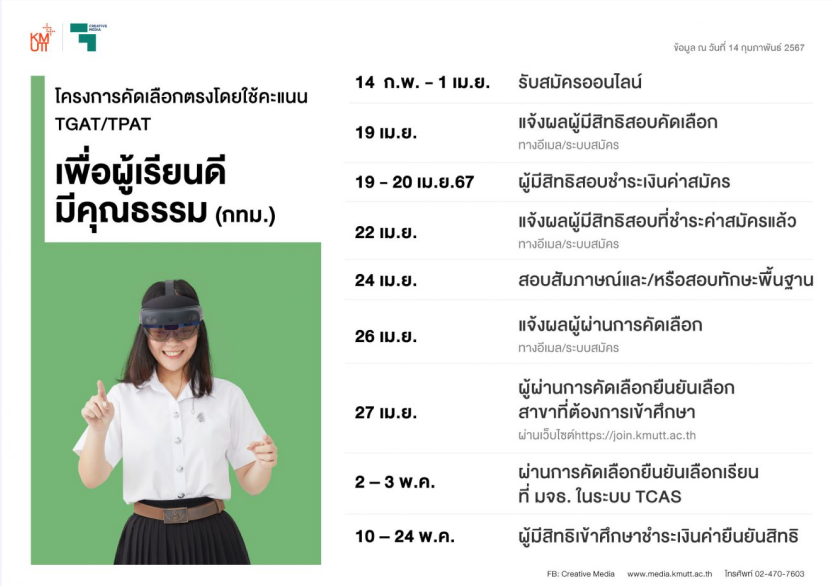 KMUTT
CREATIVE
MEDIA
ข้อมูล ณ วันที่ 14 กุมภาพันธ์ 2567
โครงการคัดเลือกตรงโดยใช้คะแนน
TGAT/TPAT
เพื่อผู้เรียนดี
มีคุณธรรม (กทม.)
14 ก.พ. - 1 เม.ย. รับสมัครออนไลน์
19 เม.ย. แจ้งผลผู้มีสิทธิสอบคัดเลือก
ทางอีเมล/ระบบสมัคร
19 - 20 เม.ย.67 ผู้มีสิทธิสอบชำระเงินค่าสมัคร
22 เม.ย. แจ้งผลผู้มีสิทธิสอบที่ชำระค่าสมัครแล้ว
ทางอีเมล/ระบบสมัคร
24 เม.ย. สอบสัมภาษณ์และ/หรือสอบทักษะพื้นฐาน
26 เม.ย. แจ้งผลผู้ผ่านการคัดเลือก
ทางอีเมล/ระบบสมัคร
27 เม.ย. ผู้ผ่านการคัดเลือกยืนยันเลือก
สาขาที่ต้องการเข้าศึกษา
ผ่านเว็บไซต์https://join.kmutt.ac.th
2 – 3 พ.ค. ผ่านการคัดเลือกยืนยันเลือกเรียน
ที่ มจธ. ในระบบ TCAS
10 – 24 พ.ค. ผู้มีสิทธิเข้าศึกษาชำระเงินค่ายืนยันสิทธิ
FB: Creative Media www.media.kmutt.ac.th โทรศัพท์ 02-470-7603